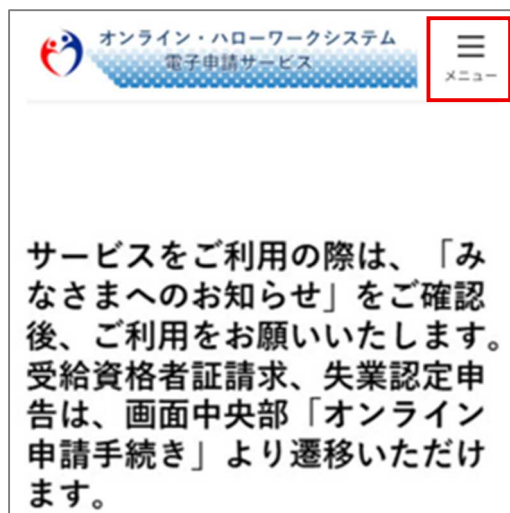 オンライン・ハローワークシステム
電子申請サービス
メニュー
サービスをご利用の際は、「み
なさまへのお知らせ」をご確認
後、ご利用をお願いいたします。
受給資格者証請求、失業認定申
告は、画面中央部「オンライン
申請手続き」より遷移いただけ
ます。